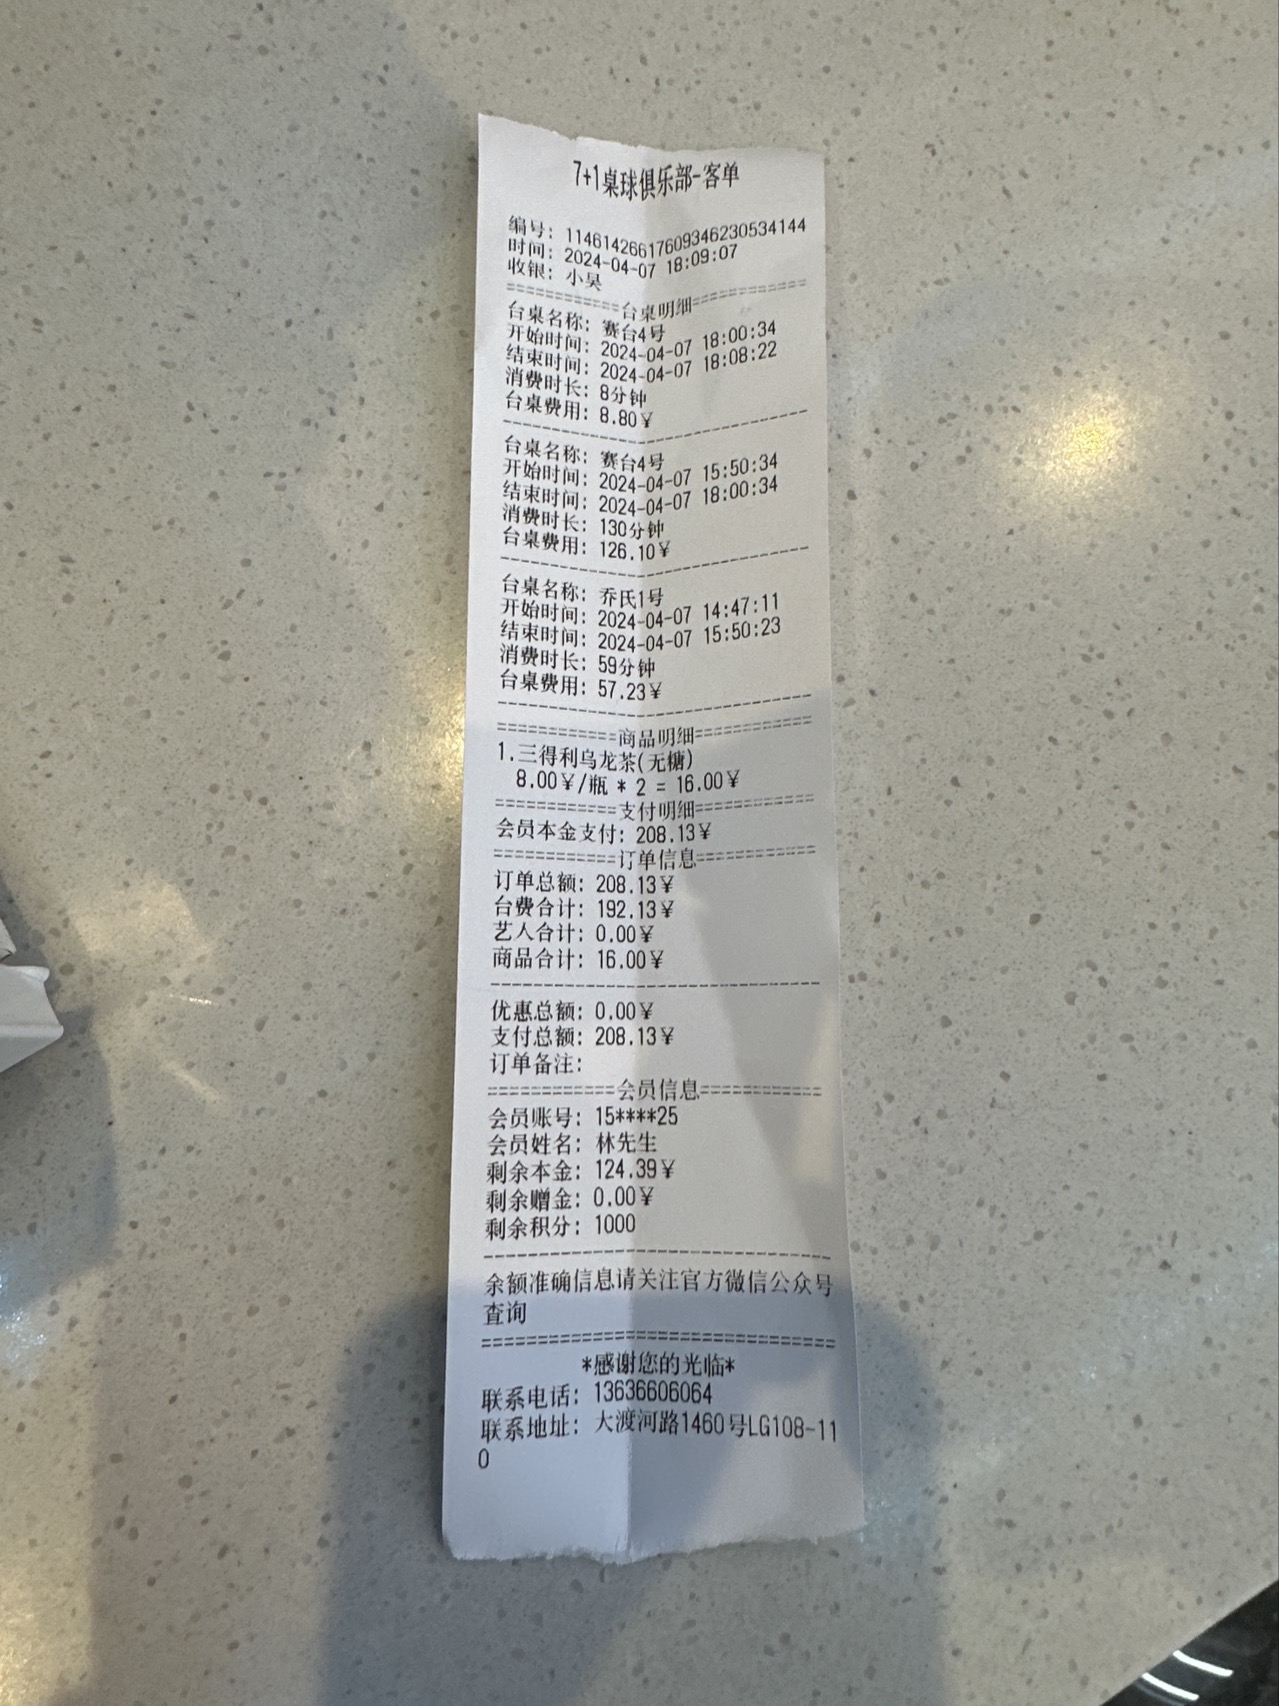 7+1桌球俱乐部-客单
编号: 11461426617609346230534144
时间: 2024-04-07 18:09:07
收银: 小昊
============台桌明细============
台桌名称: 赛台4号
开始时间: 2024-04-07 18:00:34
结束时间: 2024-04-07 18:08:22
消费时长: 8分钟
台桌费用: 8.80¥
--------------------------------
台桌名称: 赛台4号
开始时间: 2024-04-07 15:50:34
结束时间: 2024-04-07 18:00:34
消费时长: 130分钟
台桌费用: 126.10¥
--------------------------------
台桌名称: 乔氏1号
开始时间: 2024-04-07 14:47:11
结束时间: 2024-04-07 15:50:23
消费时长: 59分钟
台桌费用: 57.23¥
--------------------------------
============商品明细============
1.三得利乌龙茶(无糖)
8.00¥/瓶 * 2 = 16.00¥
============支付明细============
会员本金支付: 208.13¥
============订单信息============
订单总额: 208.13¥
台费合计: 192.13¥
艺人合计: 0.00¥
商品合计: 16.00¥
--------------------------------
优惠总额: 0.00¥
支付总额: 208.13¥
订单备注:
============会员信息============
会员账号: 15****25
会员姓名: 林先生
剩余本金: 124.39¥
剩余赠金: 0.00¥
剩余积分: 1000
--------------------------------
余额准确信息请关注官方微信公众号
查询
================================
*感谢您的光临*
联系电话: 13636606064
联系地址: 大渡河路1460号LG108-11
0